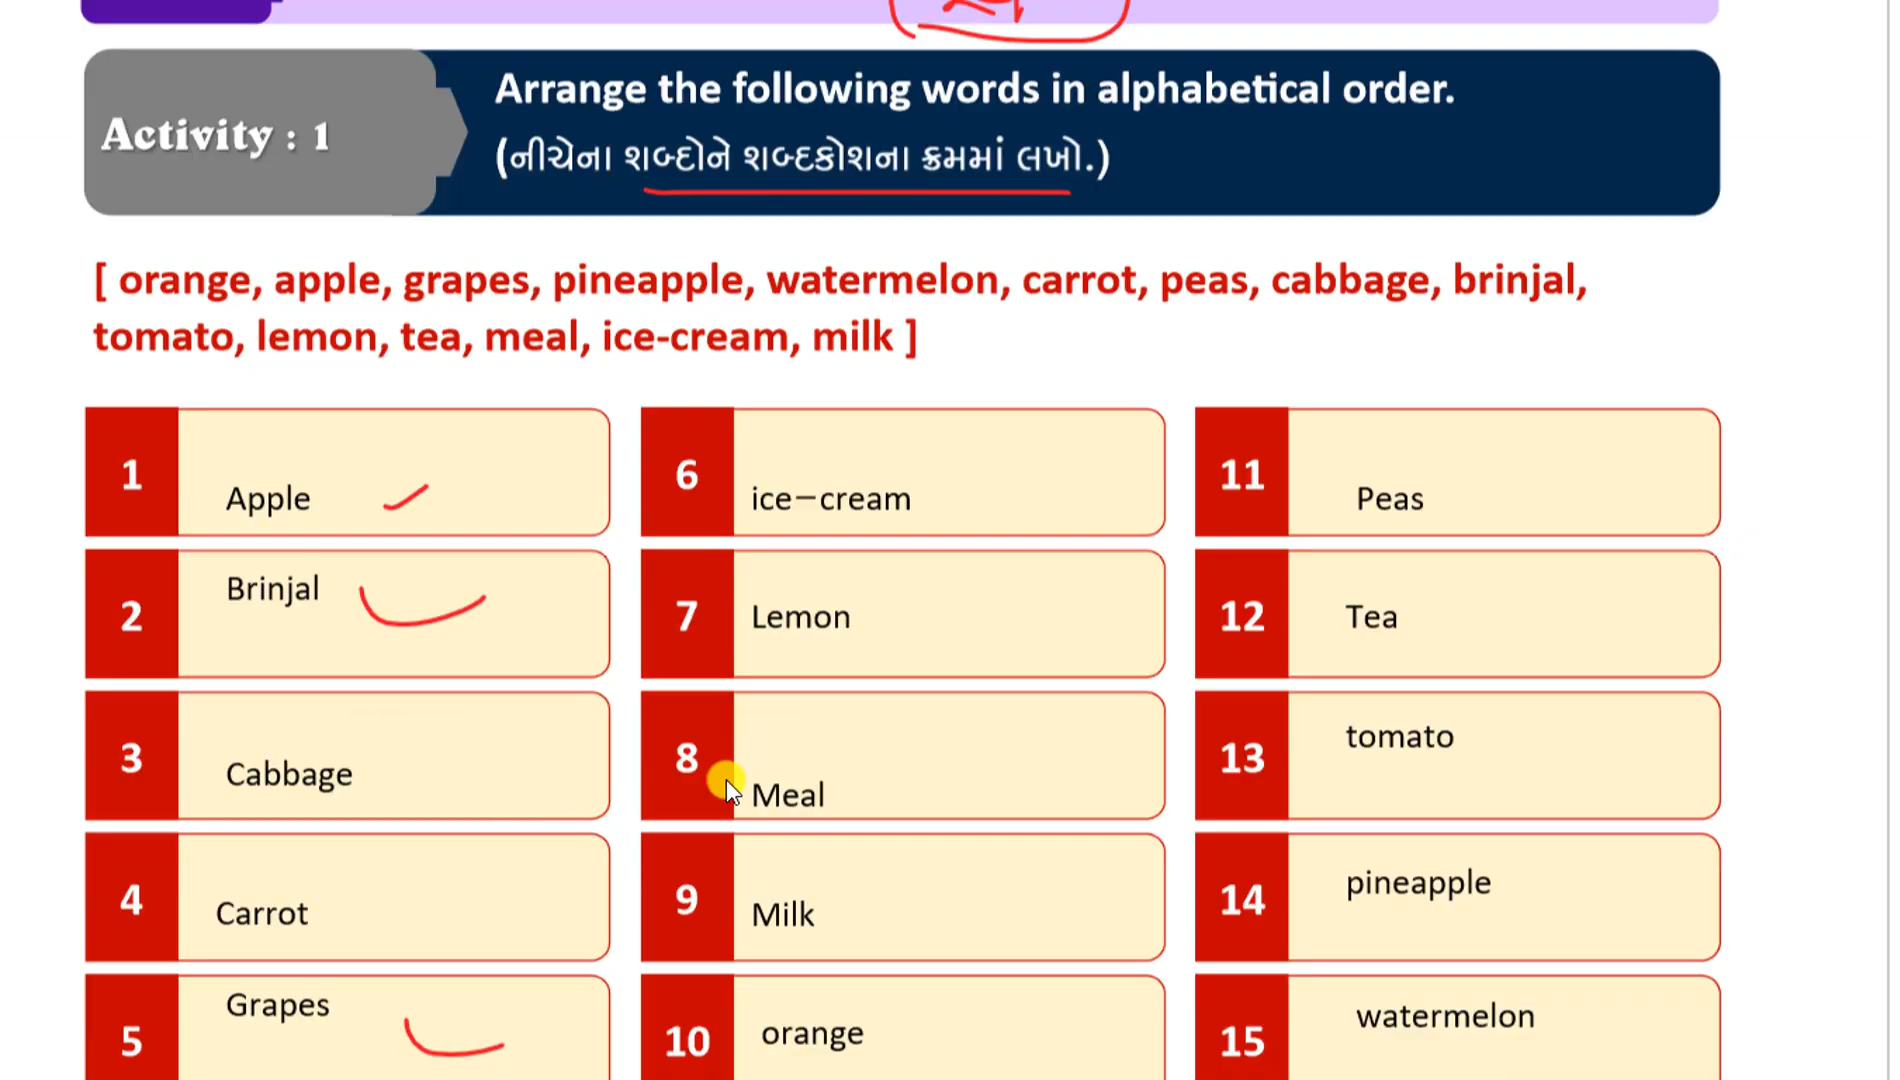 Activity : 1
Arrange the following words in alphabetical order.
(નીચેના શબ્દોને શબ્દકોશના ક્રમમાં લખો.)
[ orange, apple, grapes, pineapple, watermelon, carrot, peas, cabbage, brinjal,
tomato, lemon, tea, meal, ice-cream, milk ]
1 Apple
2 Brinjal
3 Cabbage
4 Carrot
5 Grapes
6 ice-cream
7 Lemon
8 Meal
9 Milk
10 orange
11 Peas
12 Tea
13 tomato
14 pineapple
15 watermelon